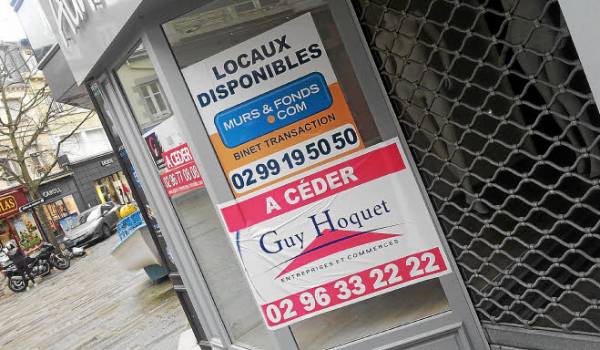 LOCAUX
DISPONIBLES
MURS & FONDS
.COM
BINET TRANSACTION
02 99 19 50 50
A CÉDER
Guy Hoquet
ENTREPRISES ET COMMERCES
02 96 33 22 22
A CÉDER